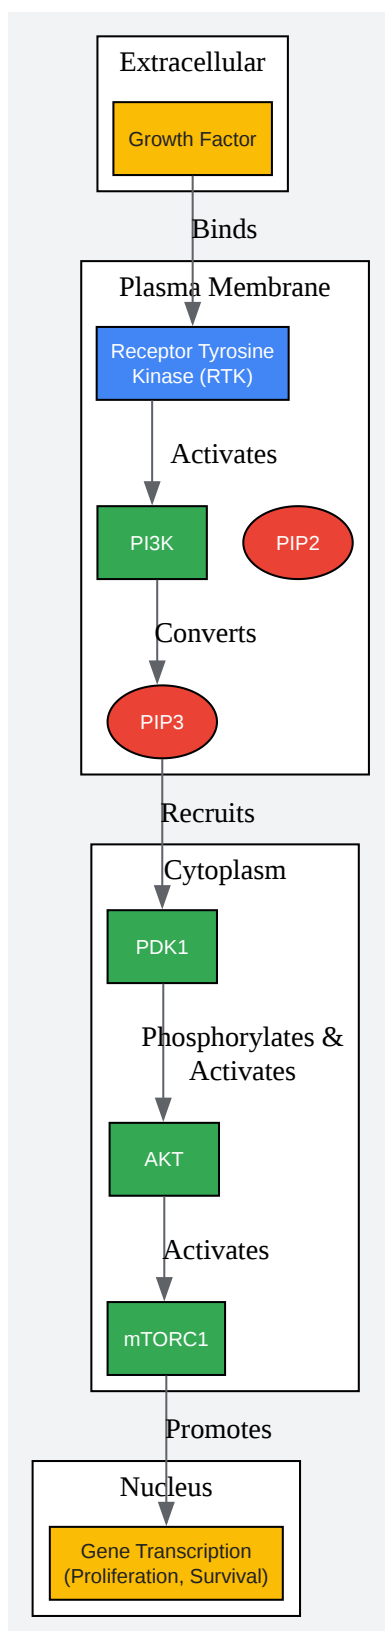 Extracellular
Growth Factor
Binds
Plasma Membrane
Receptor Tyrosine
Kinase (RTK)
Activates
PI3K
PIP2
Converts
PIP3
Recruits
Cytoplasm
PDK1
Phosphorylates &
Activates
AKT
Activates
mTORC1
Promotes
Nucleus
Gene Transcription
(Proliferation, Survival)